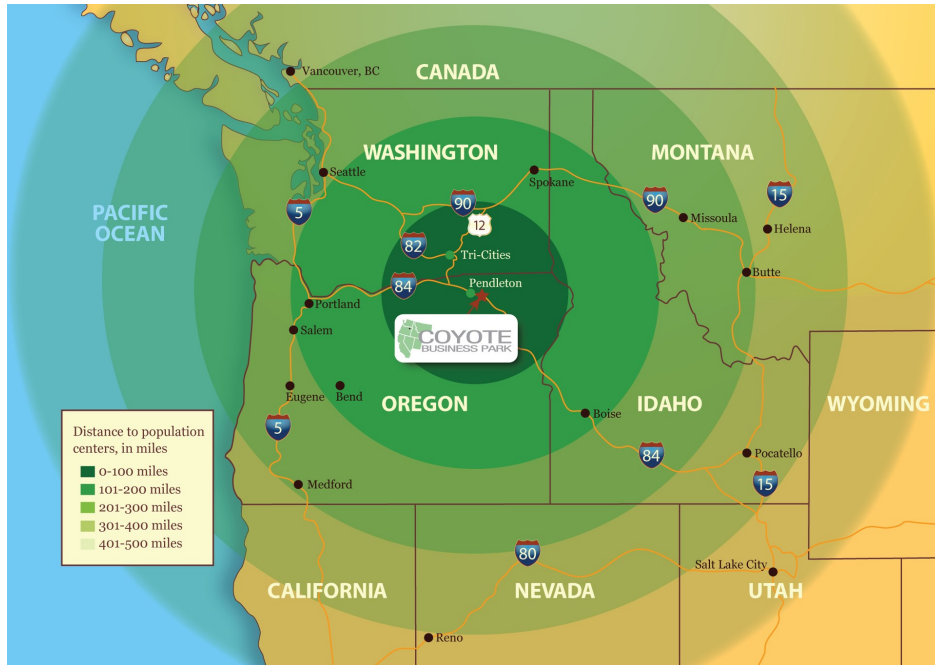 Vancouver, BC
CANADA
WASHINGTON
MONTANA
Seattle
Spokane
90
90
15
5
12
Missoula
PACIFIC
OCEAN
Helena
82
Tri-Cities
Butte
84
Pendleton
Portland
COYOTE
BUSINESS PARK
Salem
Eugene
Bend
OREGON
IDAHO
WYOMING
Boise
5
Distance to population
centers, in miles
0-100 miles
101-200 miles
201-300 miles
301-400 miles
401-500 miles
84
Pocatello
Medford
15
80
Salt Lake City
CALIFORNIA
NEVADA
UTAH
Reno